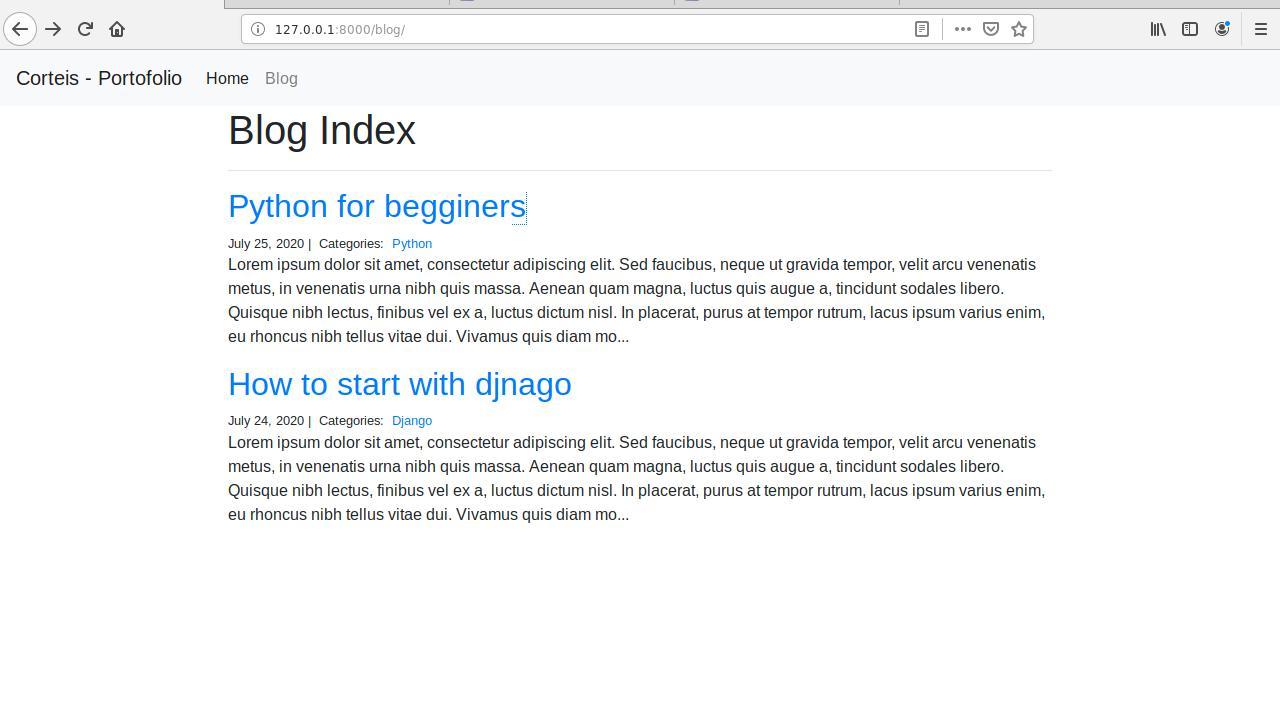 127.0.0.1:8000/blog/
Corteis - Portofolio Home Blog
Blog Index
Python for begginers
July 25, 2020 | Categories: Python
Lorem ipsum dolor sit amet, consectetur adipiscing elit. Sed faucibus, neque ut gravida tempor, velit arcu venenatis
metus, in venenatis urna nibh quis massa. Aenean quam magna, luctus quis augue a, tincidunt sodales libero.
Quisque nibh lectus, finibus vel ex a, luctus dictum nisl. In placerat, purus at tempor rutrum, lacus ipsum varius enim,
eu rhoncus nibh tellus vitae dui. Vivamus quis diam mo...
How to start with djnago
July 24, 2020 | Categories: Django
Lorem ipsum dolor sit amet, consectetur adipiscing elit. Sed faucibus, neque ut gravida tempor, velit arcu venenatis
metus, in venenatis urna nibh quis massa. Aenean quam magna, luctus quis augue a, tincidunt sodales libero.
Quisque nibh lectus, finibus vel ex a, luctus dictum nisl. In placerat, purus at tempor rutrum, lacus ipsum varius enim,
eu rhoncus nibh tellus vitae dui. Vivamus quis diam mo...